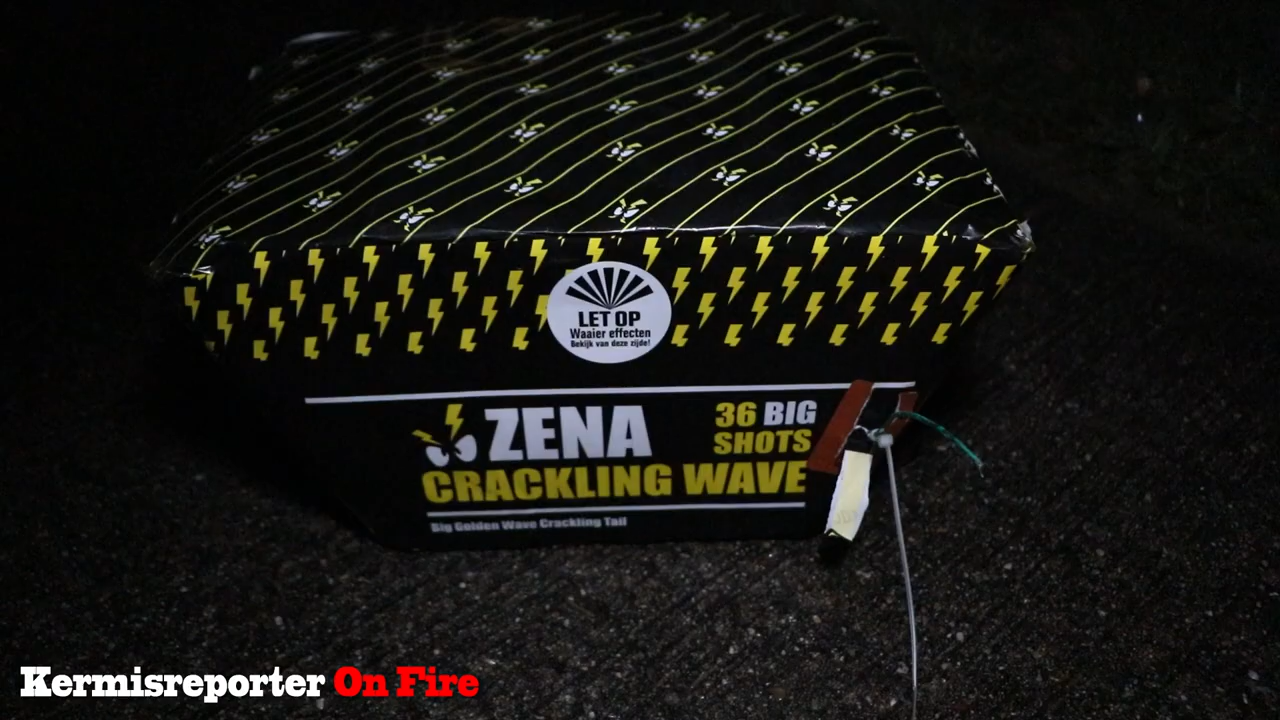 LET OP
Waaier effecten
Bekijk van deze zijde!
ZENA
36 BIG
SHOTS
CRACKLING WAVE
Big Golden Wave Crackling Tail
Kermisreporter On Fire